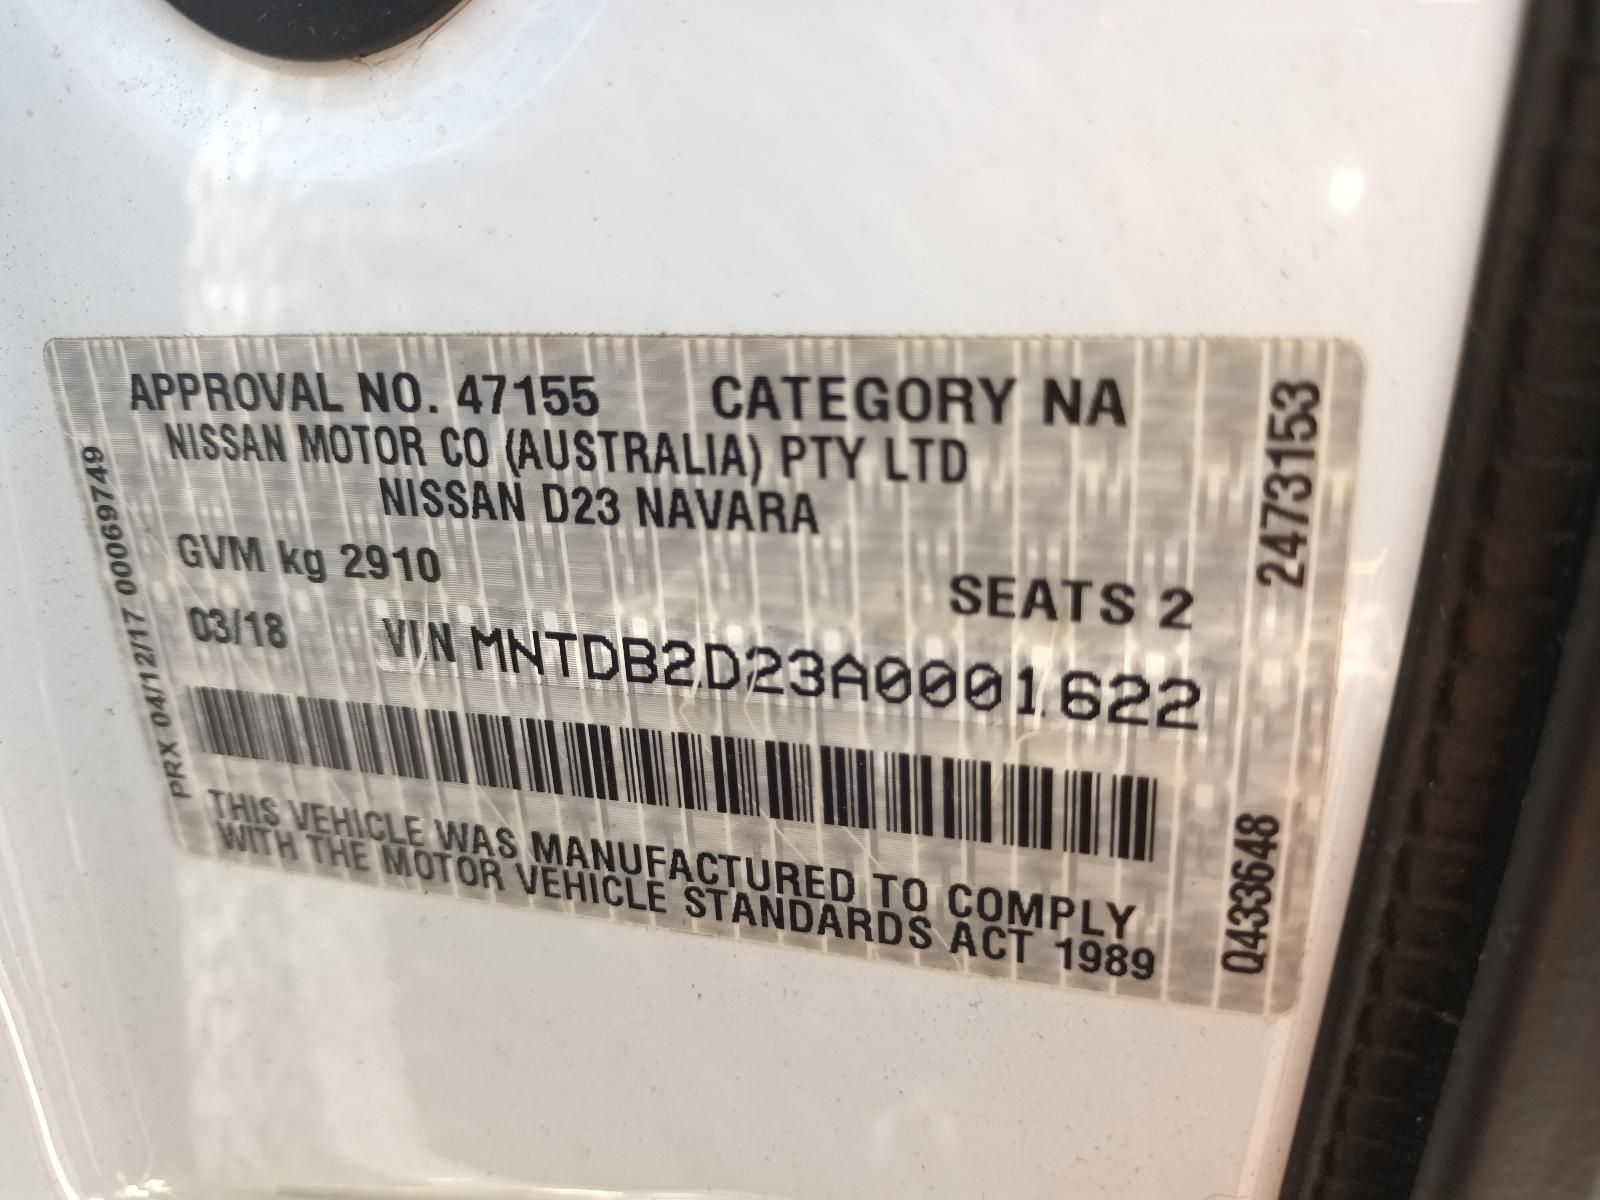 APPROVAL NO. 47155 CATEGORY NA
NISSAN MOTOR CO (AUSTRALIA) PTY LTD
NISSAN D23 NAVARA
GVM kg 2910
SEATS 2
03/18 VIN MNTDB2D23A0001622
THIS VEHICLE WAS MANUFACTURED TO COMPLY
WITH THE MOTOR VEHICLE STANDARDS ACT 1989
PRX 04/12/17 00069749
2473153
Q433648